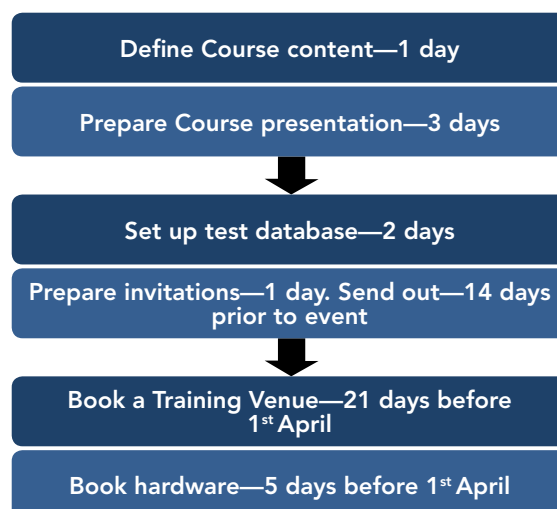 Define Course content—1 day
Prepare Course presentation—3 days
Set up test database—2 days
Prepare invitations—1 day. Send out—14 days
prior to event
Book a Training Venue—21 days before
1st April
Book hardware—5 days before 1st April